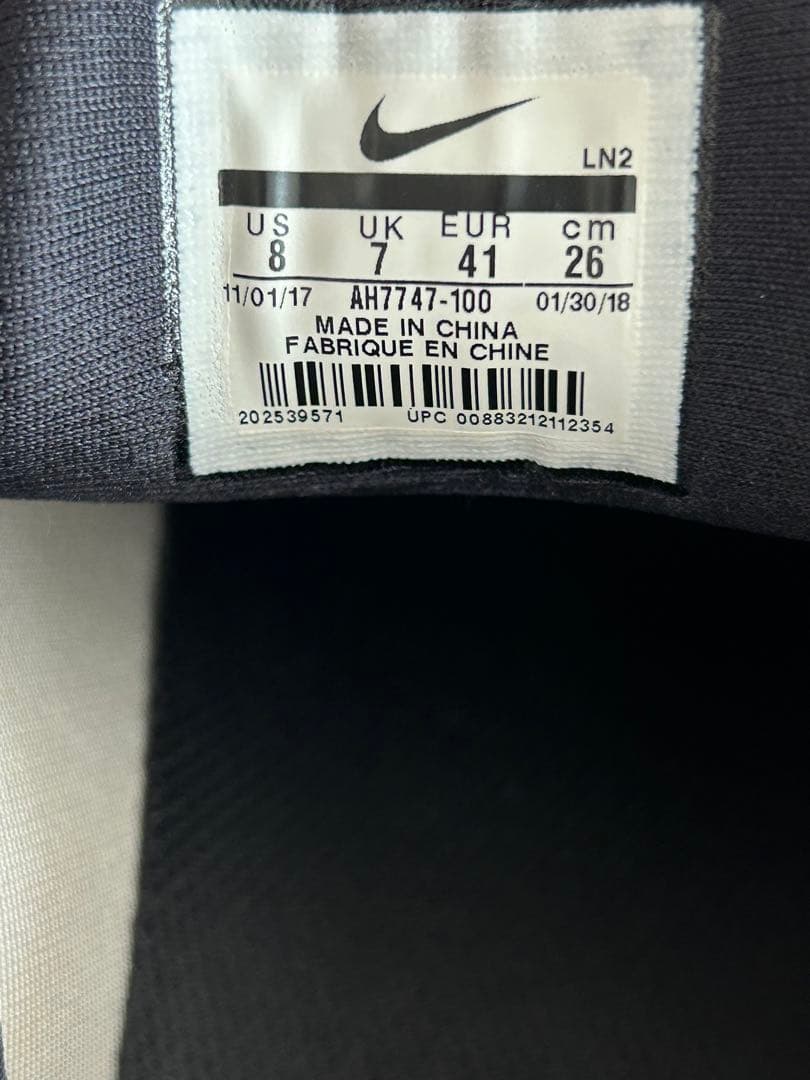 LN2
US UK EUR cm
8 7 41 26
11/01/17 AH7747-100 01/30/18
MADE IN CHINA
FABRIQUE EN CHINE
202539571 UPC 00883212112354